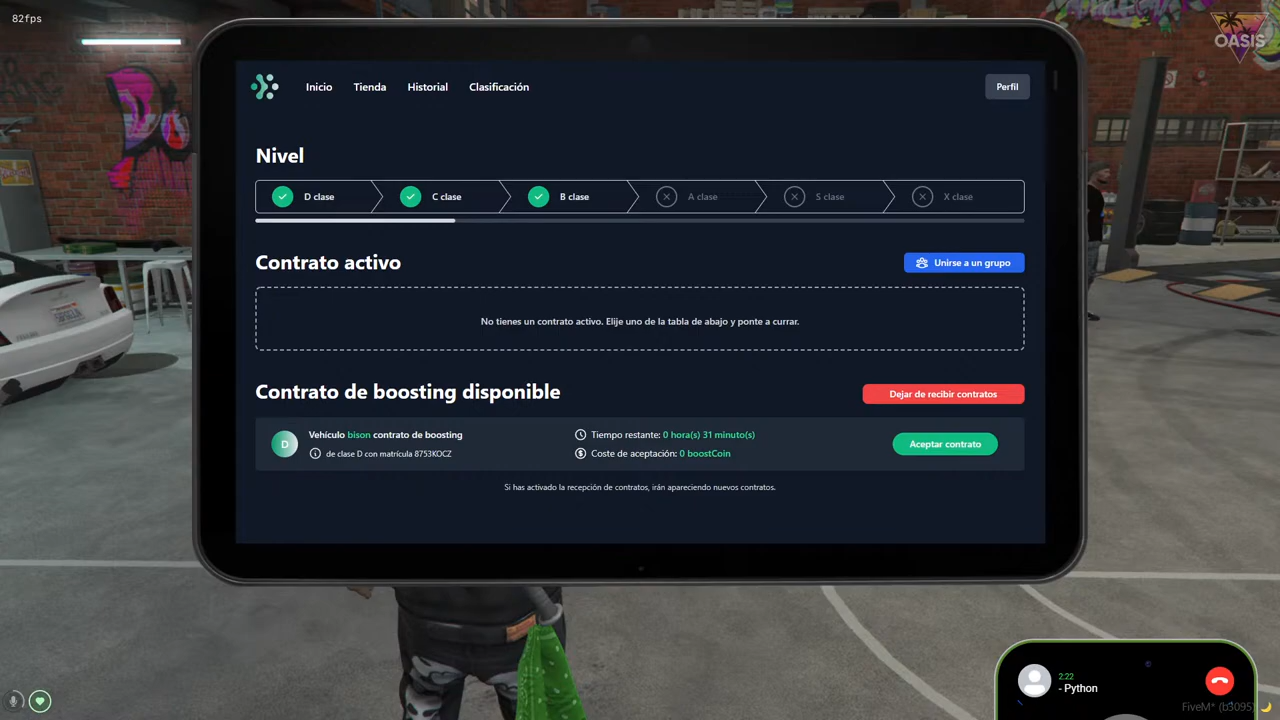 82fps
OASIS
Inicio
Tienda
Historial
Clasificación
Perfil
Nivel
D clase
C clase
B clase
A clase
S clase
X clase
Contrato activo
Unirse a un grupo
No tienes un contrato activo. Elije uno de la tabla de abajo y ponte a currar.
Contrato de boosting disponible
Dejar de recibir contratos
D
Vehículo bison contrato de boosting
de clase D con matrícula 8753KOCZ
Tiempo restante: 0 hora(s) 31 minuto(s)
Coste de aceptación: 0 boostCoin
Aceptar contrato
Si has activado la recepción de contratos, irán apareciendo nuevos contratos.
2:22
- Python
FiveM* (b3095)